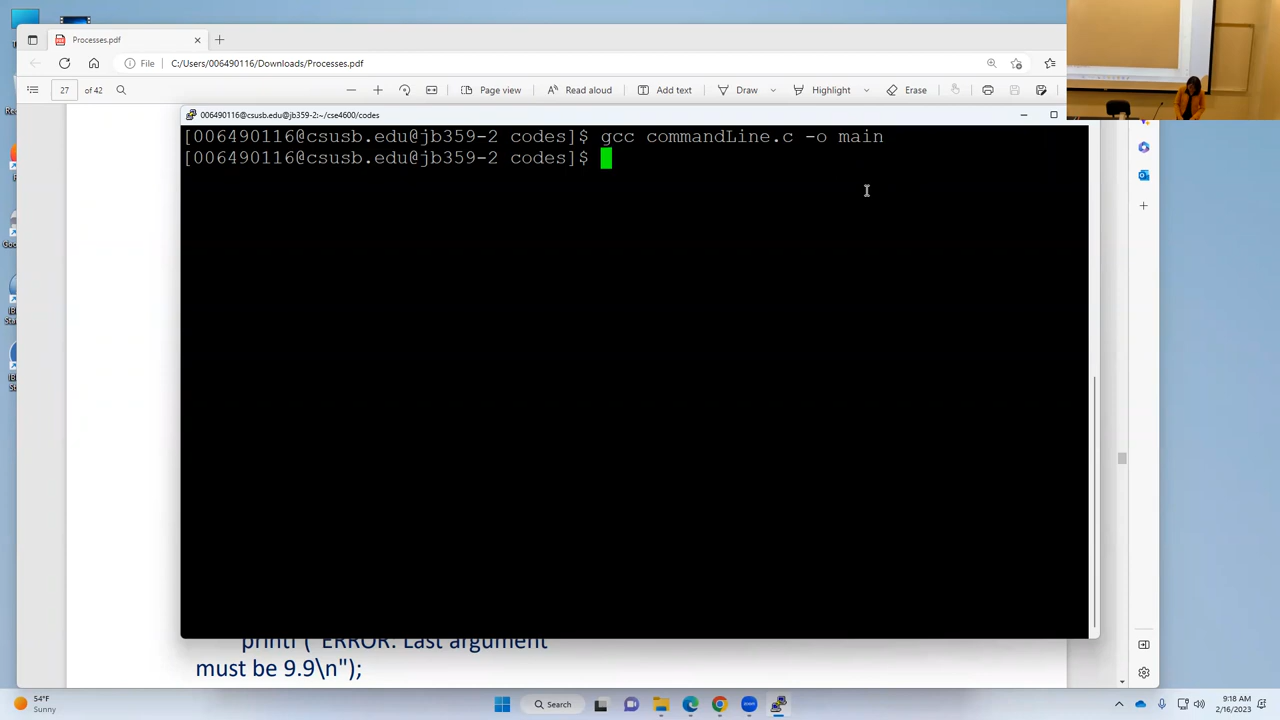 Processes.pdf
File
C:/Users/006490116/Downloads/Processes.pdf
27
of 42
Page view
Read aloud
Add text
Draw
Highlight
Erase
006490116@csusb.edu@jb359-2:~/cse4600/codes
[006490116@csusb.edu@jb359-2 codes]$ gcc commandLine.c -o main
[006490116@csusb.edu@jb359-2 codes]$
printf ("ERROR: Last argument
must be 9.9\n");
54°F
Sunny
Search
9:18 AM
2/16/2023